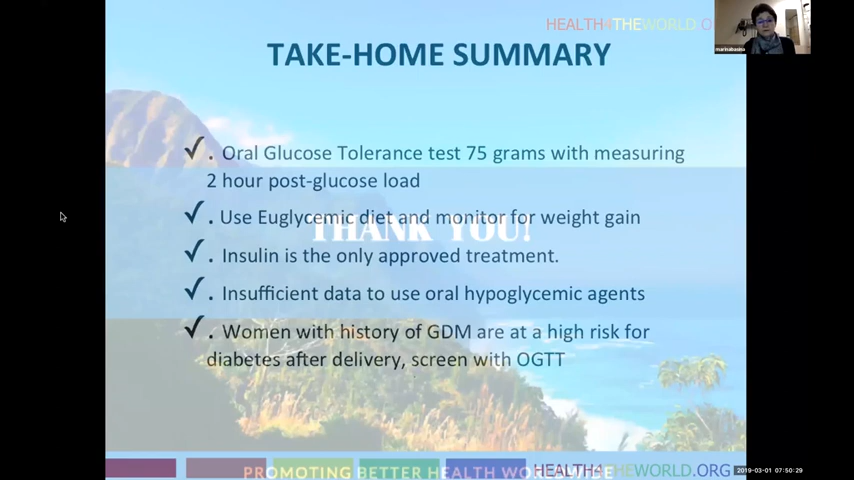 HEALTH4THEWORLD.O
marinabasina
TAKE-HOME SUMMARY
✓. Oral Glucose Tolerance test 75 grams with measuring
2 hour post-glucose load
✓. Use Euglycemic diet and monitor for weight gain
THANK YOU!
✓. Insulin is the only approved treatment.
✓. Insufficient data to use oral hypoglycemic agents
✓. Women with history of GDM are at a high risk for
diabetes after delivery, screen with OGTT
PROMOTING BETTER HEALTH WORLDWIDE
HEALTH4THEWORLD.ORG
2019-03-01 07:50:29